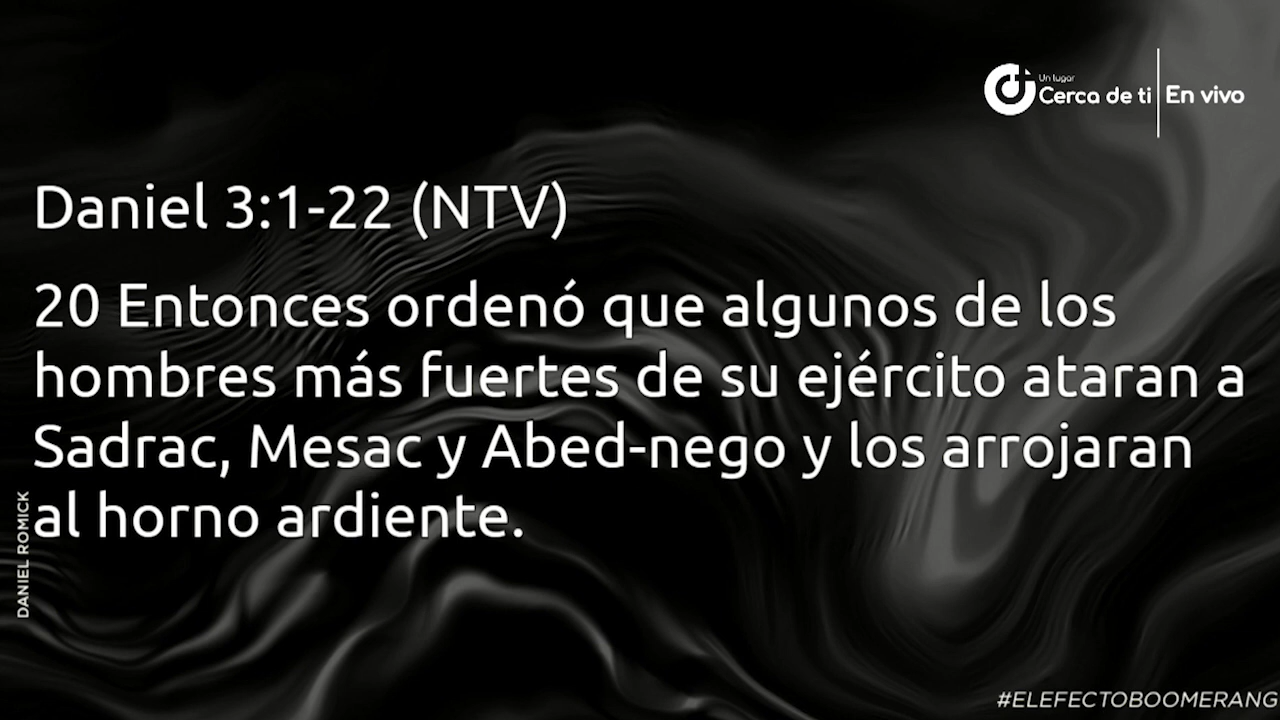 Un lugar
Cerca de ti | En vivo
Daniel 3:1-22 (NTV)
20 Entonces ordenó que algunos de los
hombres más fuertes de su ejército ataran a
Sadrac, Mesac y Abed-nego y los arrojaran
al horno ardiente.
DANIEL ROMICK
#ELEFECTOBOOMERANG